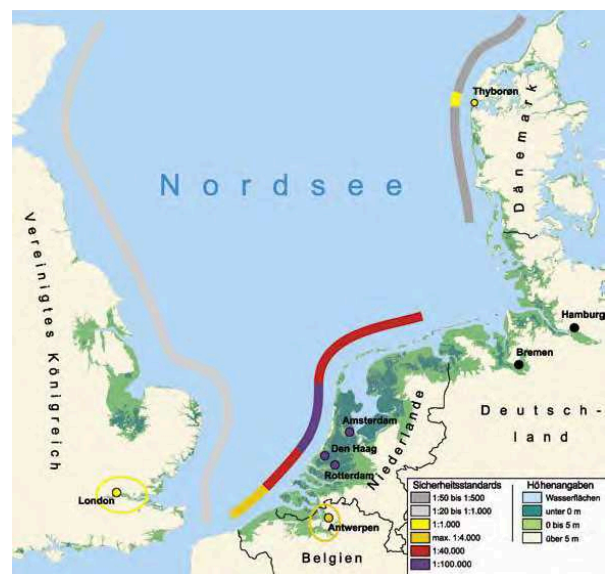 Nordsee
Vereinigtes Königreich
Dänemark
Thyborøn
Hamburg
Bremen
Deutsch-
land
Niederlande
Amsterdam
Den Haag
Rotterdam
London
Antwerpen
Belgien
Sicherheitsstandards
1:50 bis 1:500
1:20 bis 1:1.000
1:1.000
max. 1:4.000
1:40.000
1:100.000
Höhenangaben
Wasserflächen
unter 0 m
0 bis 5 m
über 5 m